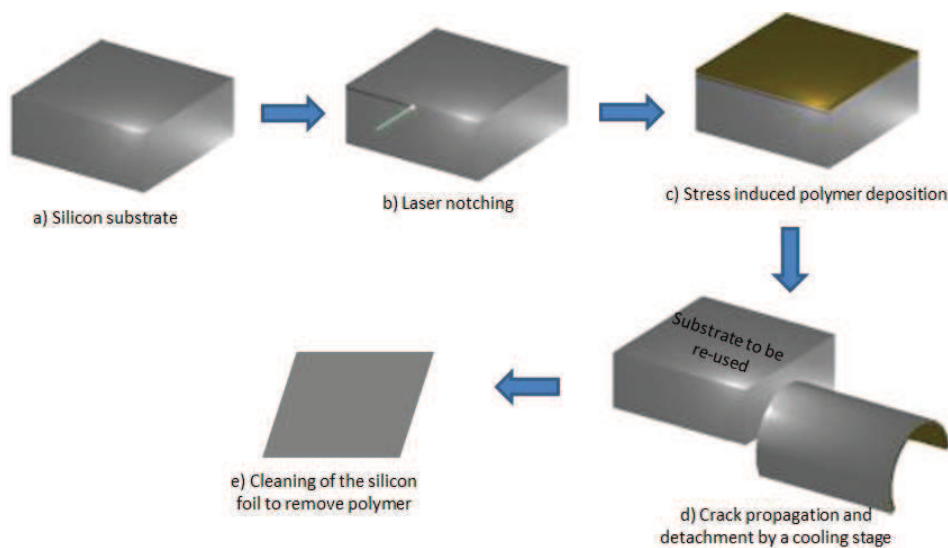 a) Silicon substrate
b) Laser notching
c) Stress induced polymer deposition
Substrate to be
re-used
d) Crack propagation and
detachment by a cooling stage
e) Cleaning of the silicon
foil to remove polymer